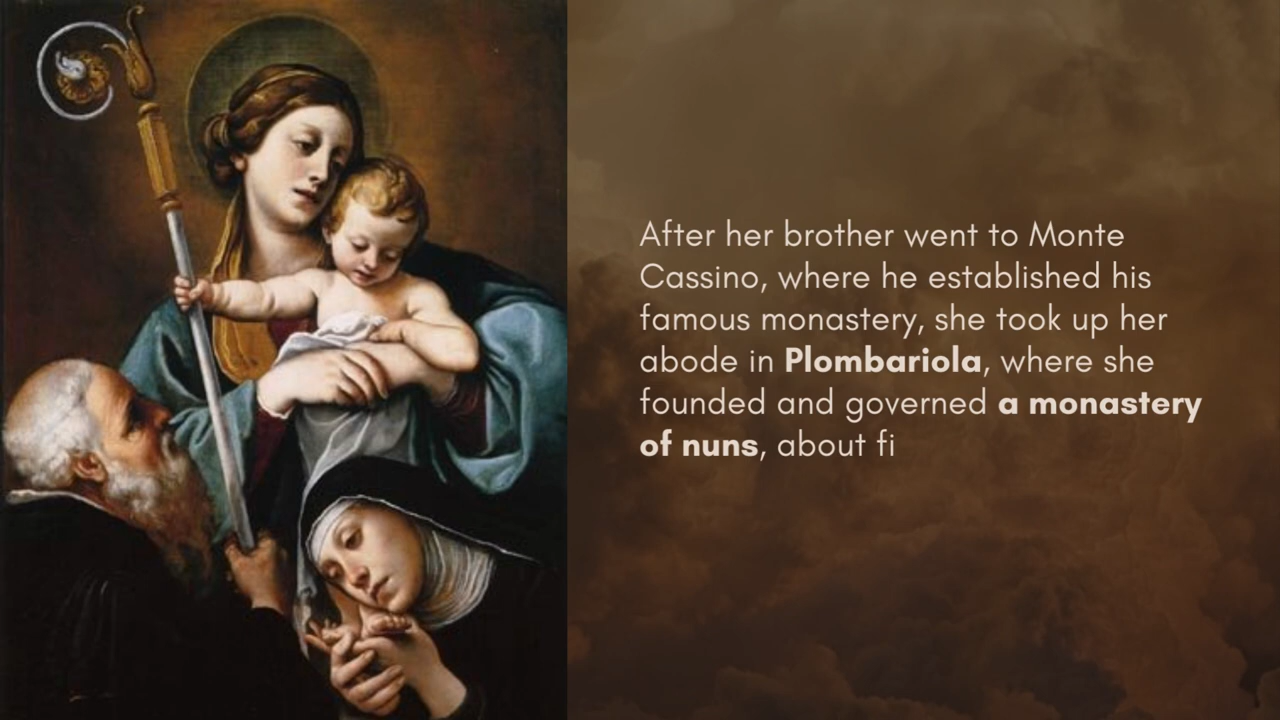 After her brother went to Monte
Cassino, where he established his
famous monastery, she took up her
abode in Plombariola, where she
founded and governed a monastery
of nuns, about fi